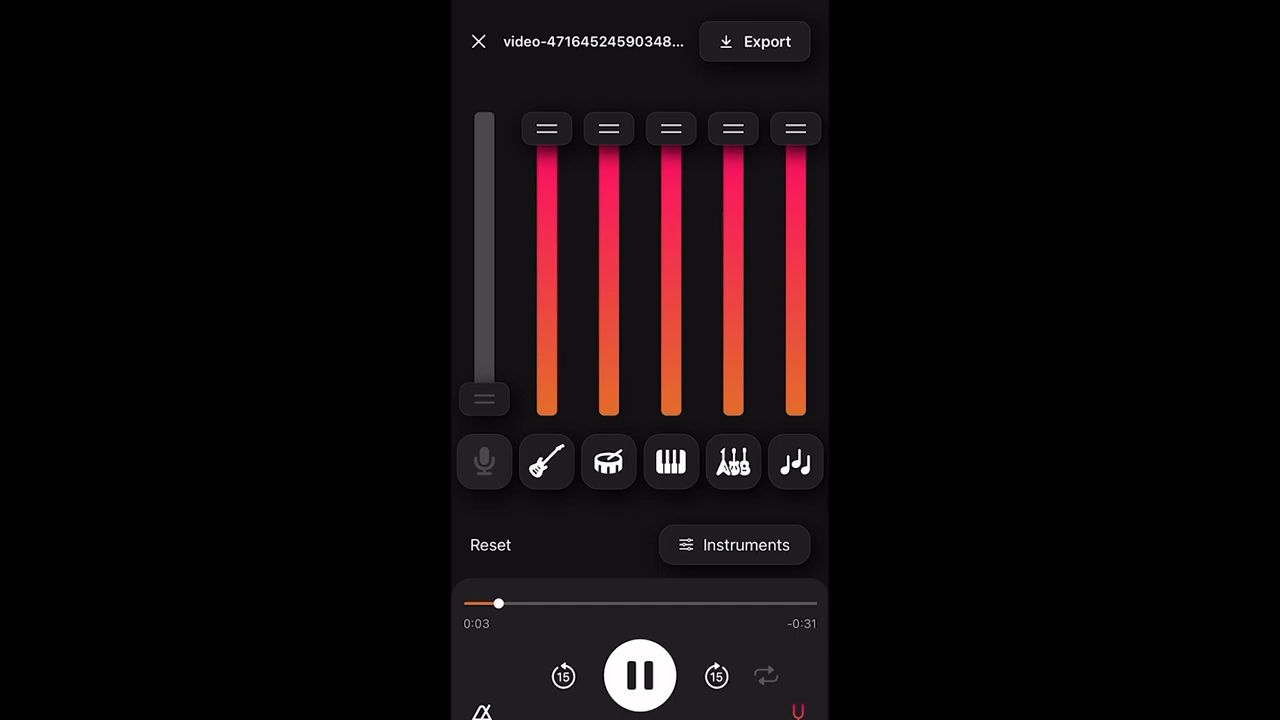 video-47164524590348...
Export
Reset
Instruments
0:03
-0:31
15
15